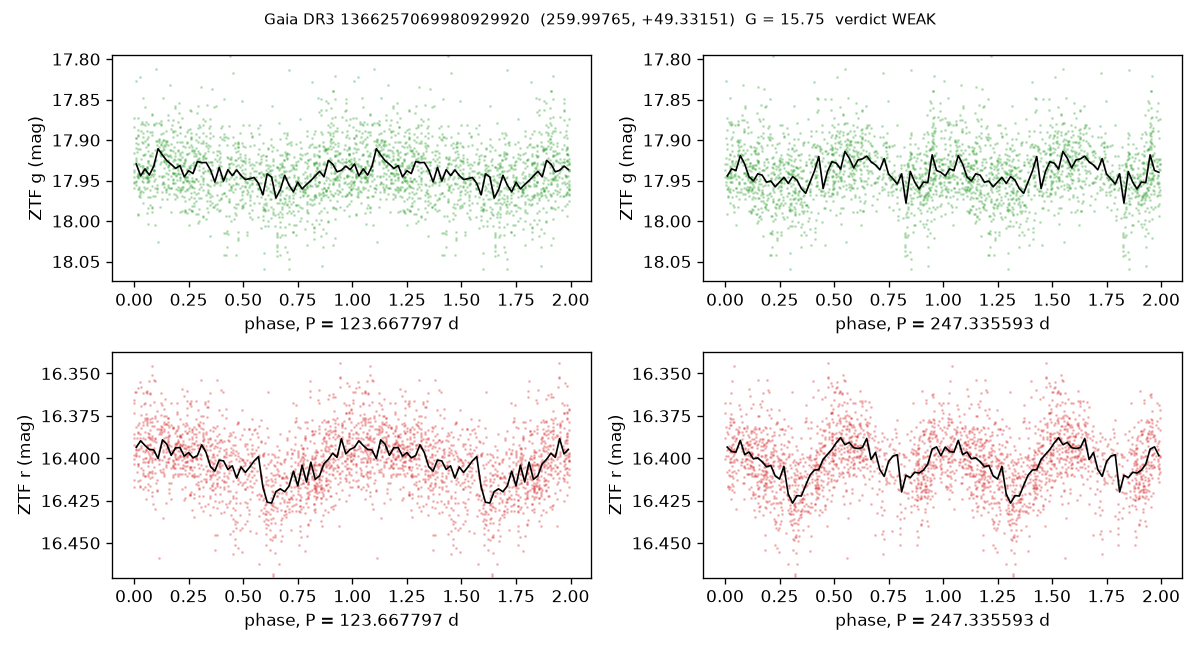 Gaia DR3 1366257069980929920  (259.99765, +49.33151)  G = 15.75  verdict WEAK
17.80
17.85
17.90
17.95
18.00
18.05
ZTF g (mag)
0.00 0.25 0.50 0.75 1.00 1.25 1.50 1.75 2.00
phase, P = 123.667797 d
17.80
17.85
17.90
17.95
18.00
18.05
ZTF g (mag)
0.00 0.25 0.50 0.75 1.00 1.25 1.50 1.75 2.00
phase, P = 247.335593 d
16.350
16.375
16.400
16.425
16.450
ZTF r (mag)
0.00 0.25 0.50 0.75 1.00 1.25 1.50 1.75 2.00
phase, P = 123.667797 d
16.350
16.375
16.400
16.425
16.450
ZTF r (mag)
0.00 0.25 0.50 0.75 1.00 1.25 1.50 1.75 2.00
phase, P = 247.335593 d